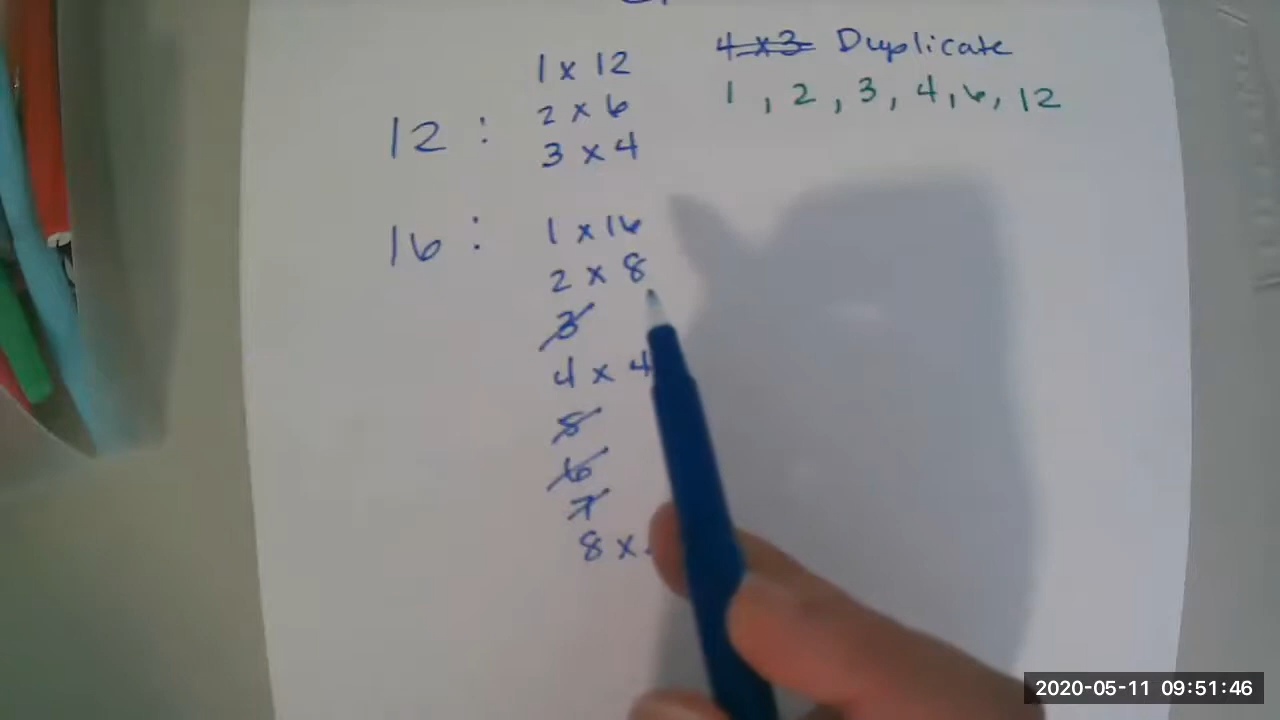 1 x 12
4 x 3 Duplicate
1 , 2 , 3 , 4 , 6 , 12
12 :
2 x 6
3 x 4
16 :
1 x 16
2 x 8
3
4 x 4
5
6
7
8 x
2020-05-11 09:51:46